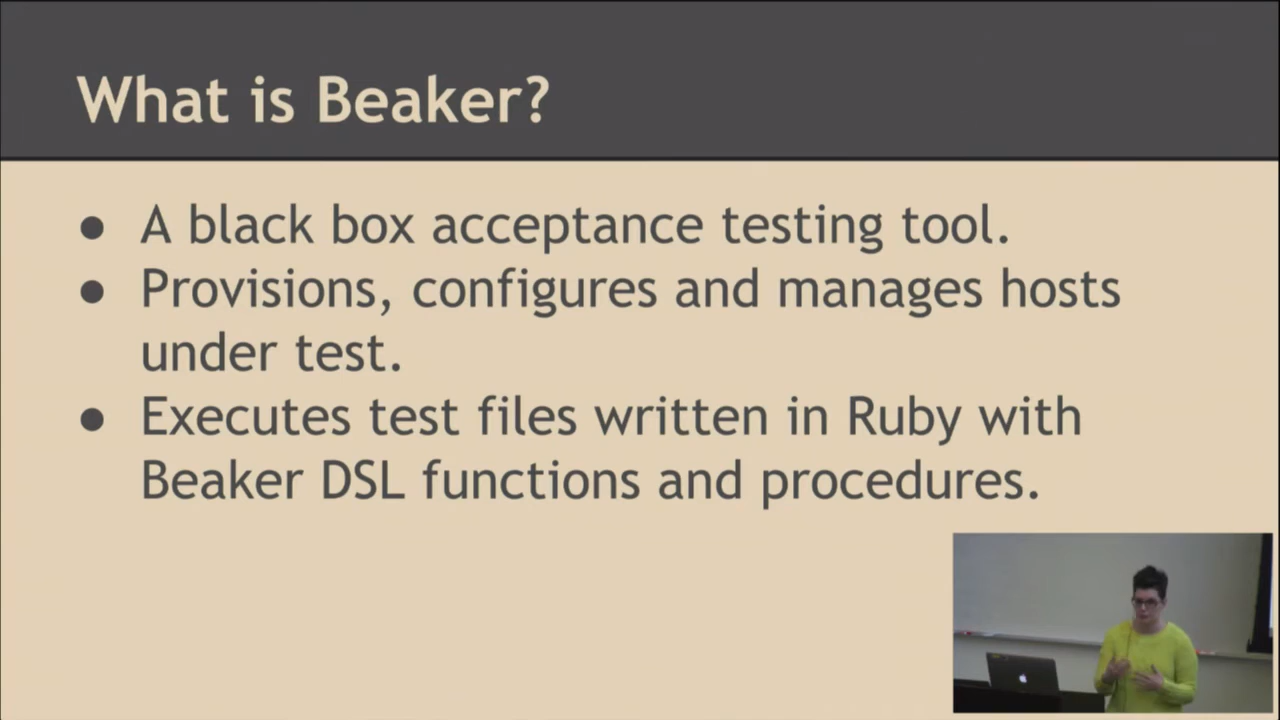 What is Beaker?
● A black box acceptance testing tool.
● Provisions, configures and manages hosts
under test.
● Executes test files written in Ruby with
Beaker DSL functions and procedures.